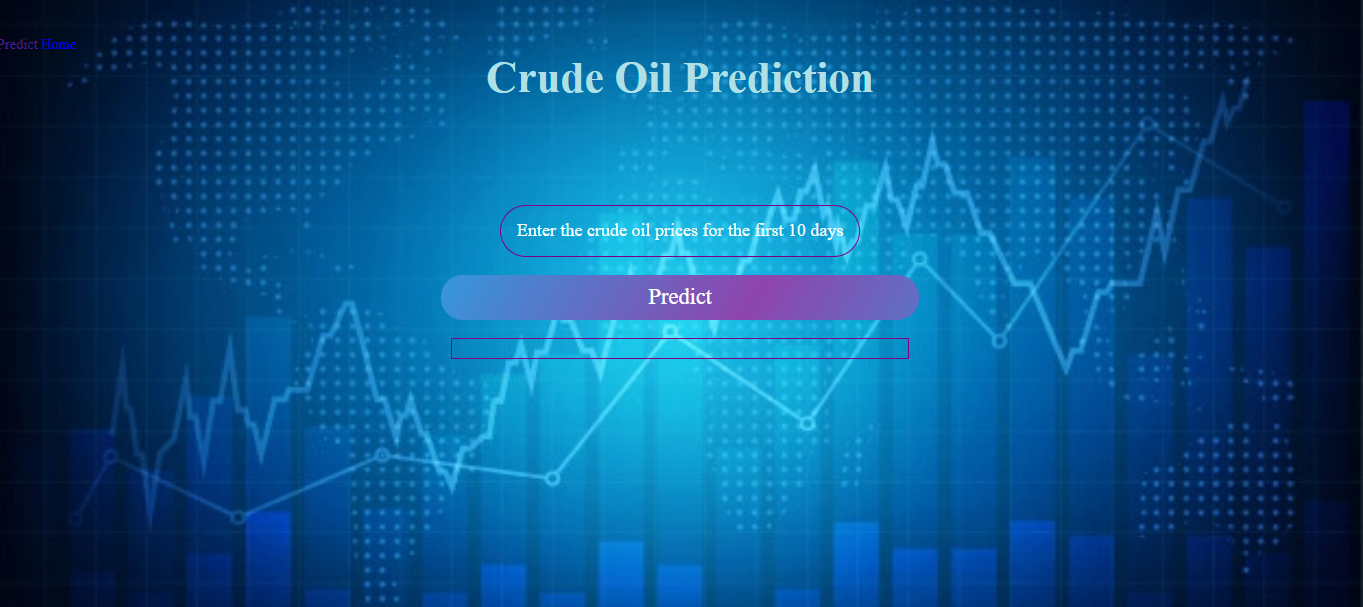 Predict Home
Crude Oil Prediction
Enter the crude oil prices for the first 10 days
Predict